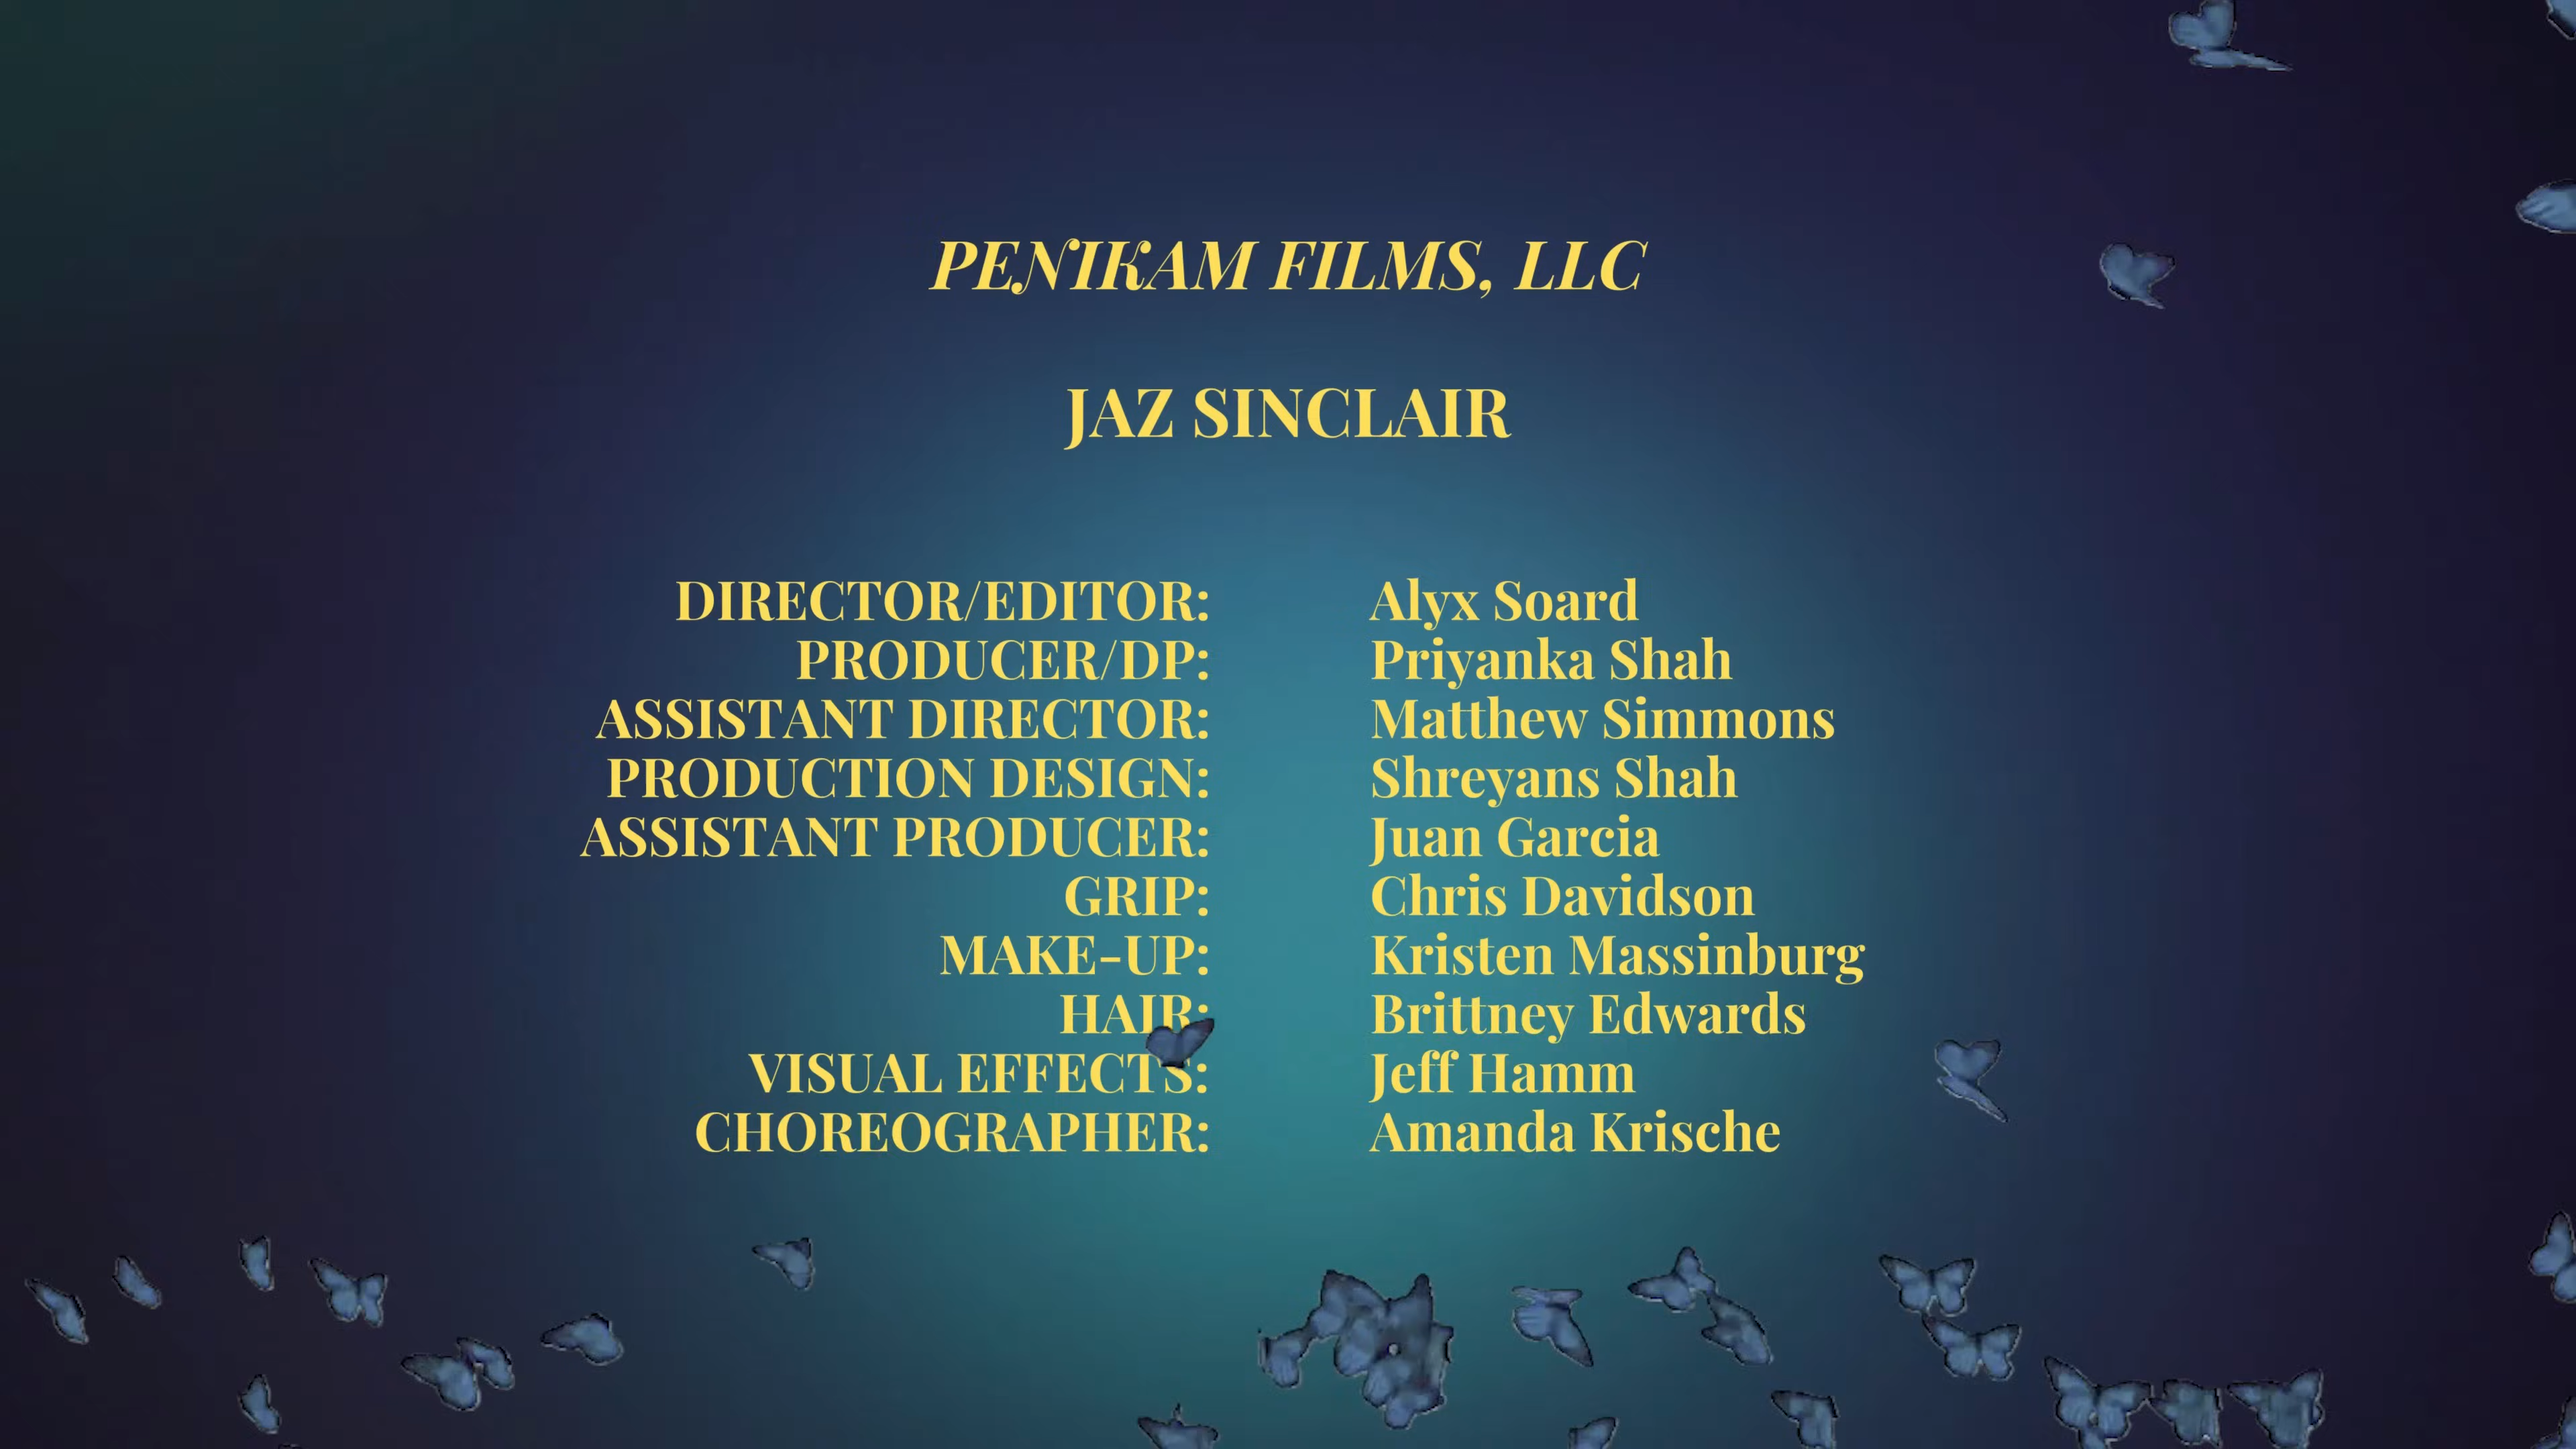 PENIKAM FILMS, LLC
JAZ SINCLAIR
DIRECTOR/EDITOR: Alyx Soard
PRODUCER/DP: Priyanka Shah
ASSISTANT DIRECTOR: Matthew Simmons
PRODUCTION DESIGN: Shreyans Shah
ASSISTANT PRODUCER: Juan Garcia
GRIP: Chris Davidson
MAKE-UP: Kristen Massinburg
HAIR: Brittney Edwards
VISUAL EFFECTS: Jeff Hamm
CHOREOGRAPHER: Amanda Krische